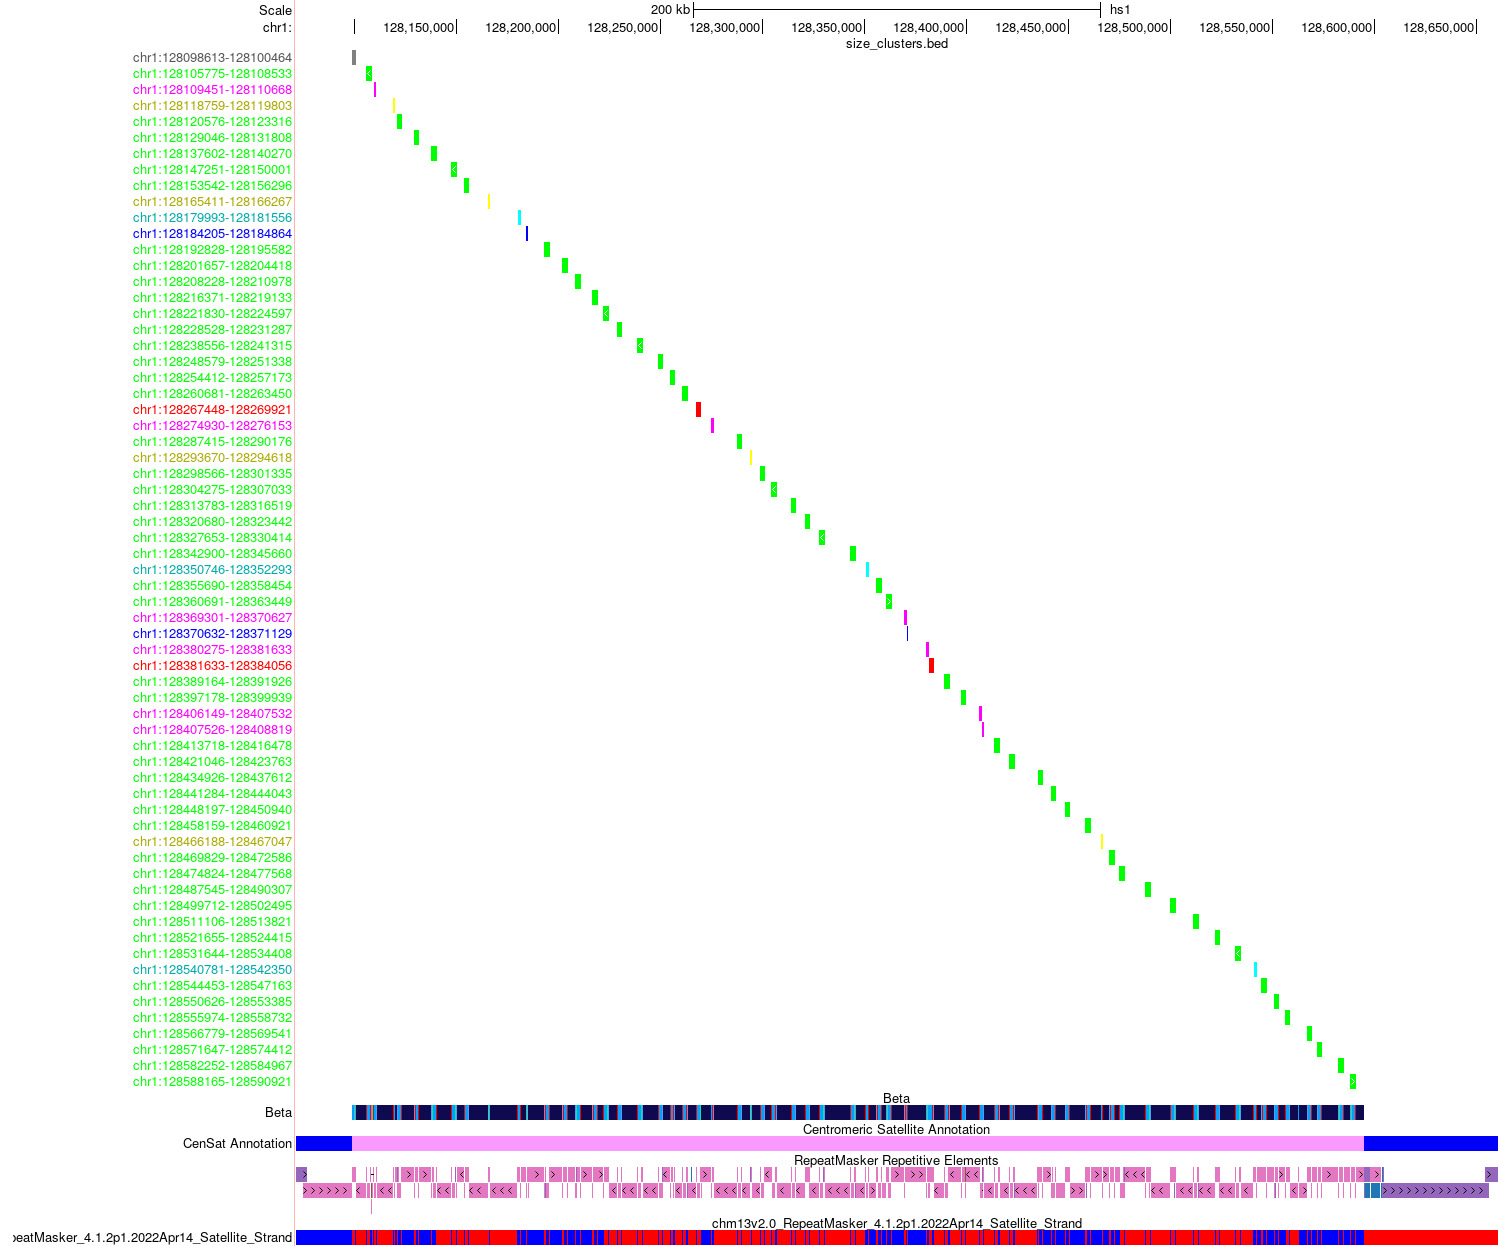 Scale 200 kb hs1
chr1: 128,150,000 128,200,000 128,250,000 128,300,000 128,350,000 128,400,000 128,450,000 128,500,000 128,550,000 128,600,000 128,650,000
size_clusters.bed
chr1:128098613-128100464
chr1:128105775-128108533
chr1:128109451-128110668
chr1:128118759-128119803
chr1:128120576-128123316
chr1:128129046-128131808
chr1:128137602-128140270
chr1:128147251-128150001
chr1:128153542-128156296
chr1:128165411-128166267
chr1:128179993-128181556
chr1:128184205-128184864
chr1:128192828-128195582
chr1:128201657-128204418
chr1:128208228-128210978
chr1:128216371-128219133
chr1:128221830-128224597
chr1:128228528-128231287
chr1:128238556-128241315
chr1:128248579-128251338
chr1:128254412-128257173
chr1:128260681-128263450
chr1:128267448-128269921
chr1:128274930-128276153
chr1:128287415-128290176
chr1:128293670-128294618
chr1:128298566-128301335
chr1:128304275-128307033
chr1:128313783-128316519
chr1:128320680-128323442
chr1:128327653-128330414
chr1:128342900-128345660
chr1:128350746-128352293
chr1:128355690-128358454
chr1:128360691-128363449
chr1:128369301-128370627
chr1:128370632-128371129
chr1:128380275-128381633
chr1:128381633-128384056
chr1:128389164-128391926
chr1:128397178-128399939
chr1:128406149-128407532
chr1:128407526-128408819
chr1:128413718-128416478
chr1:128421046-128423763
chr1:128434926-128437612
chr1:128441284-128444043
chr1:128448197-128450940
chr1:128458159-128460921
chr1:128466188-128467047
chr1:128469829-128472586
chr1:128474824-128477568
chr1:128487545-128490307
chr1:128499712-128502495
chr1:128511106-128513821
chr1:128521655-128524415
chr1:128531644-128534408
chr1:128540781-128542350
chr1:128544453-128547163
chr1:128550626-128553385
chr1:128555974-128558732
chr1:128566779-128569541
chr1:128571647-128574412
chr1:128582252-128584967
chr1:128588165-128590921
Beta
Beta
Centromeric Satellite Annotation
CenSat Annotation
RepeatMasker Repetitive Elements
chm13v2.0_RepeatMasker_4.1.2p1.2022Apr14_Satellite_Strand
eatMasker_4.1.2p1.2022Apr14_Satellite_Strand